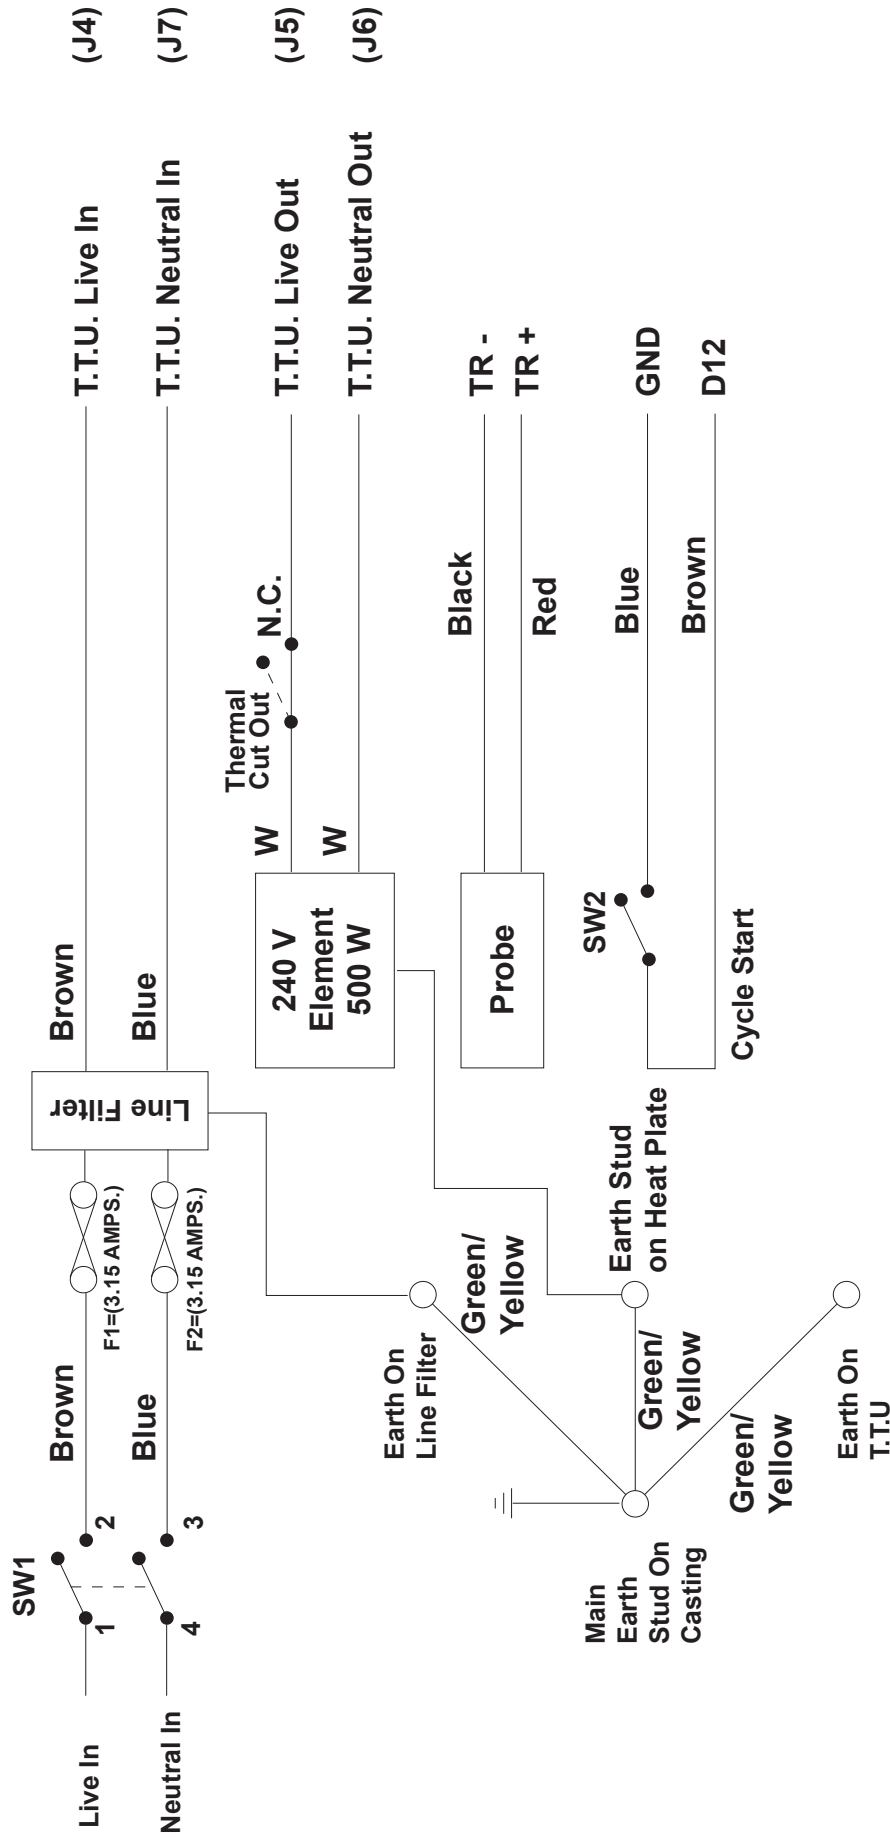 Live In
SW1
1
2
Brown
F1=(3.15 AMPS.)
Line Filter
Brown
T.T.U. Live In
(J4)
Neutral In
4
3
Blue
F2=(3.15 AMPS.)
Blue
T.T.U. Neutral In
(J7)
240 V
Element
500 W
W
Thermal
Cut Out
N.C.
T.T.U. Live Out
(J5)
W
T.T.U. Neutral Out
(J6)
Earth On
Line Filter
Green/
Yellow
Probe
Black
TR -
Red
TR +
Main
Earth
Stud On
Casting
Green/
Yellow
Earth Stud
on Heat Plate
SW2
Blue
GND
Brown
D12
Cycle Start
Green/
Yellow
Earth On
T.T.U